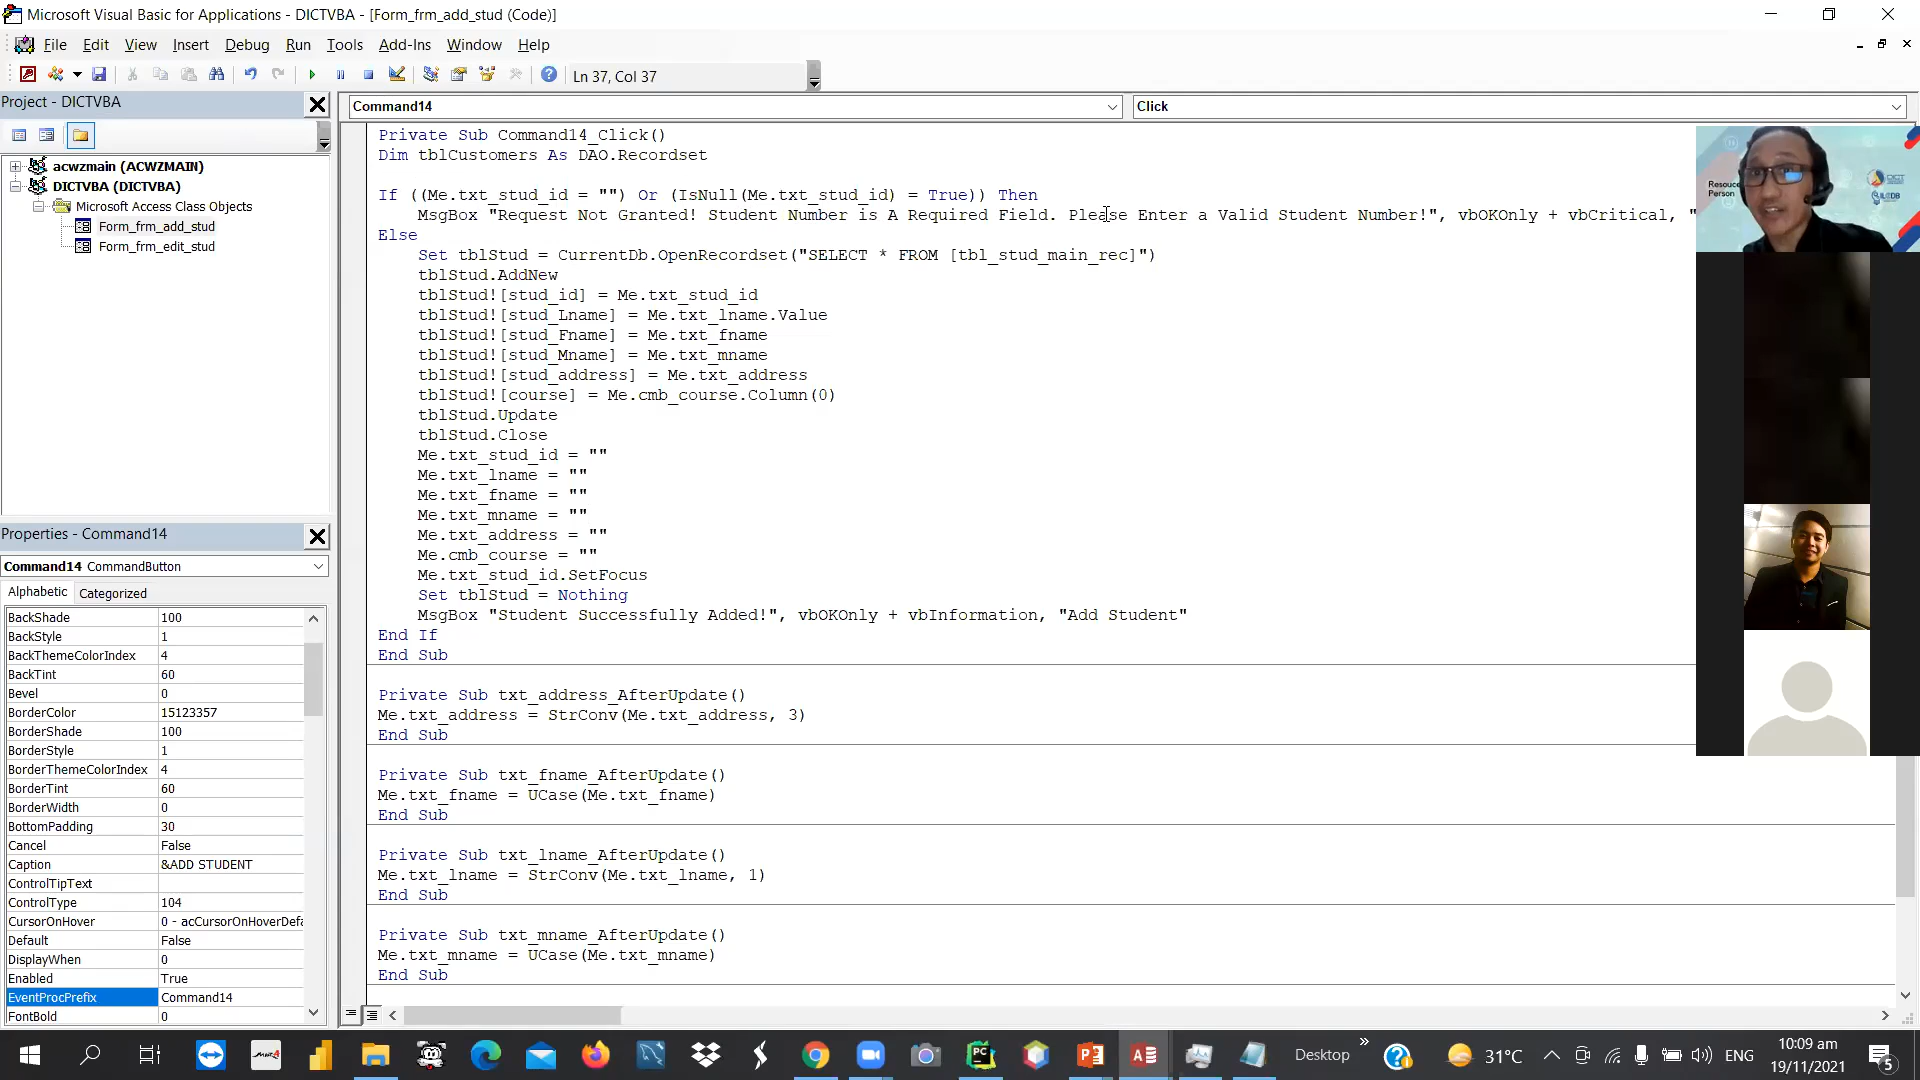 Microsoft Visual Basic for Applications - DICTVBA - [Form_frm_add_stud (Code)]
File Edit View Insert Debug Run Tools Add-Ins Window Help
Ln 37, Col 37
Project - DICTVBA
acwzmain (ACWZMAIN)
DICTVBA (DICTVBA)
Microsoft Access Class Objects
Form_frm_add_stud
Form_frm_edit_stud
Properties - Command14
Command14 CommandButton
Alphabetic Categorized
BackShade 100
BackStyle 1
BackThemeColorIndex 4
BackTint 60
Bevel 0
BorderColor 15123357
BorderShade 100
BorderStyle 1
BorderThemeColorIndex 4
BorderTint 60
BorderWidth 0
BottomPadding 30
Cancel False
Caption &ADD STUDENT
ControlTipText
ControlType 104
CursorOnHover 0 - acCursorOnHoverDefa
Default False
DisplayWhen 0
Enabled True
EventProcPrefix Command14
FontBold 0
Command14 Click
Private Sub Command14_Click()
Dim tblCustomers As DAO.Recordset
If ((Me.txt_stud_id = "") Or (IsNull(Me.txt_stud_id) = True)) Then
MsgBox "Request Not Granted! Student Number is A Required Field. Please Enter a Valid Student Number!", vbOKOnly + vbCritical, "
Else
Set tblStud = CurrentDb.OpenRecordset("SELECT * FROM [tbl_stud_main_rec]")
tblStud.AddNew
tblStud![stud_id] = Me.txt_stud_id
tblStud![stud_Lname] = Me.txt_lname.Value
tblStud![stud_Fname] = Me.txt_fname
tblStud![stud_Mname] = Me.txt_mname
tblStud![stud_address] = Me.txt_address
tblStud![course] = Me.cmb_course.Column(0)
tblStud.Update
tblStud.Close
Me.txt_stud_id = ""
Me.txt_lname = ""
Me.txt_fname = ""
Me.txt_mname = ""
Me.txt_address = ""
Me.cmb_course = ""
Me.txt_stud_id.SetFocus
Set tblStud = Nothing
MsgBox "Student Successfully Added!", vbOKOnly + vbInformation, "Add Student"
End If
End Sub
Private Sub txt_address_AfterUpdate()
Me.txt_address = StrConv(Me.txt_address, 3)
End Sub
Private Sub txt_fname_AfterUpdate()
Me.txt_fname = UCase(Me.txt_fname)
End Sub
Private Sub txt_lname_AfterUpdate()
Me.txt_lname = StrConv(Me.txt_lname, 1)
End Sub
Private Sub txt_mname_AfterUpdate()
Me.txt_mname = UCase(Me.txt_mname)
End Sub
Person
Desktop
31°C
ENG
10:09 am
19/11/2021
5